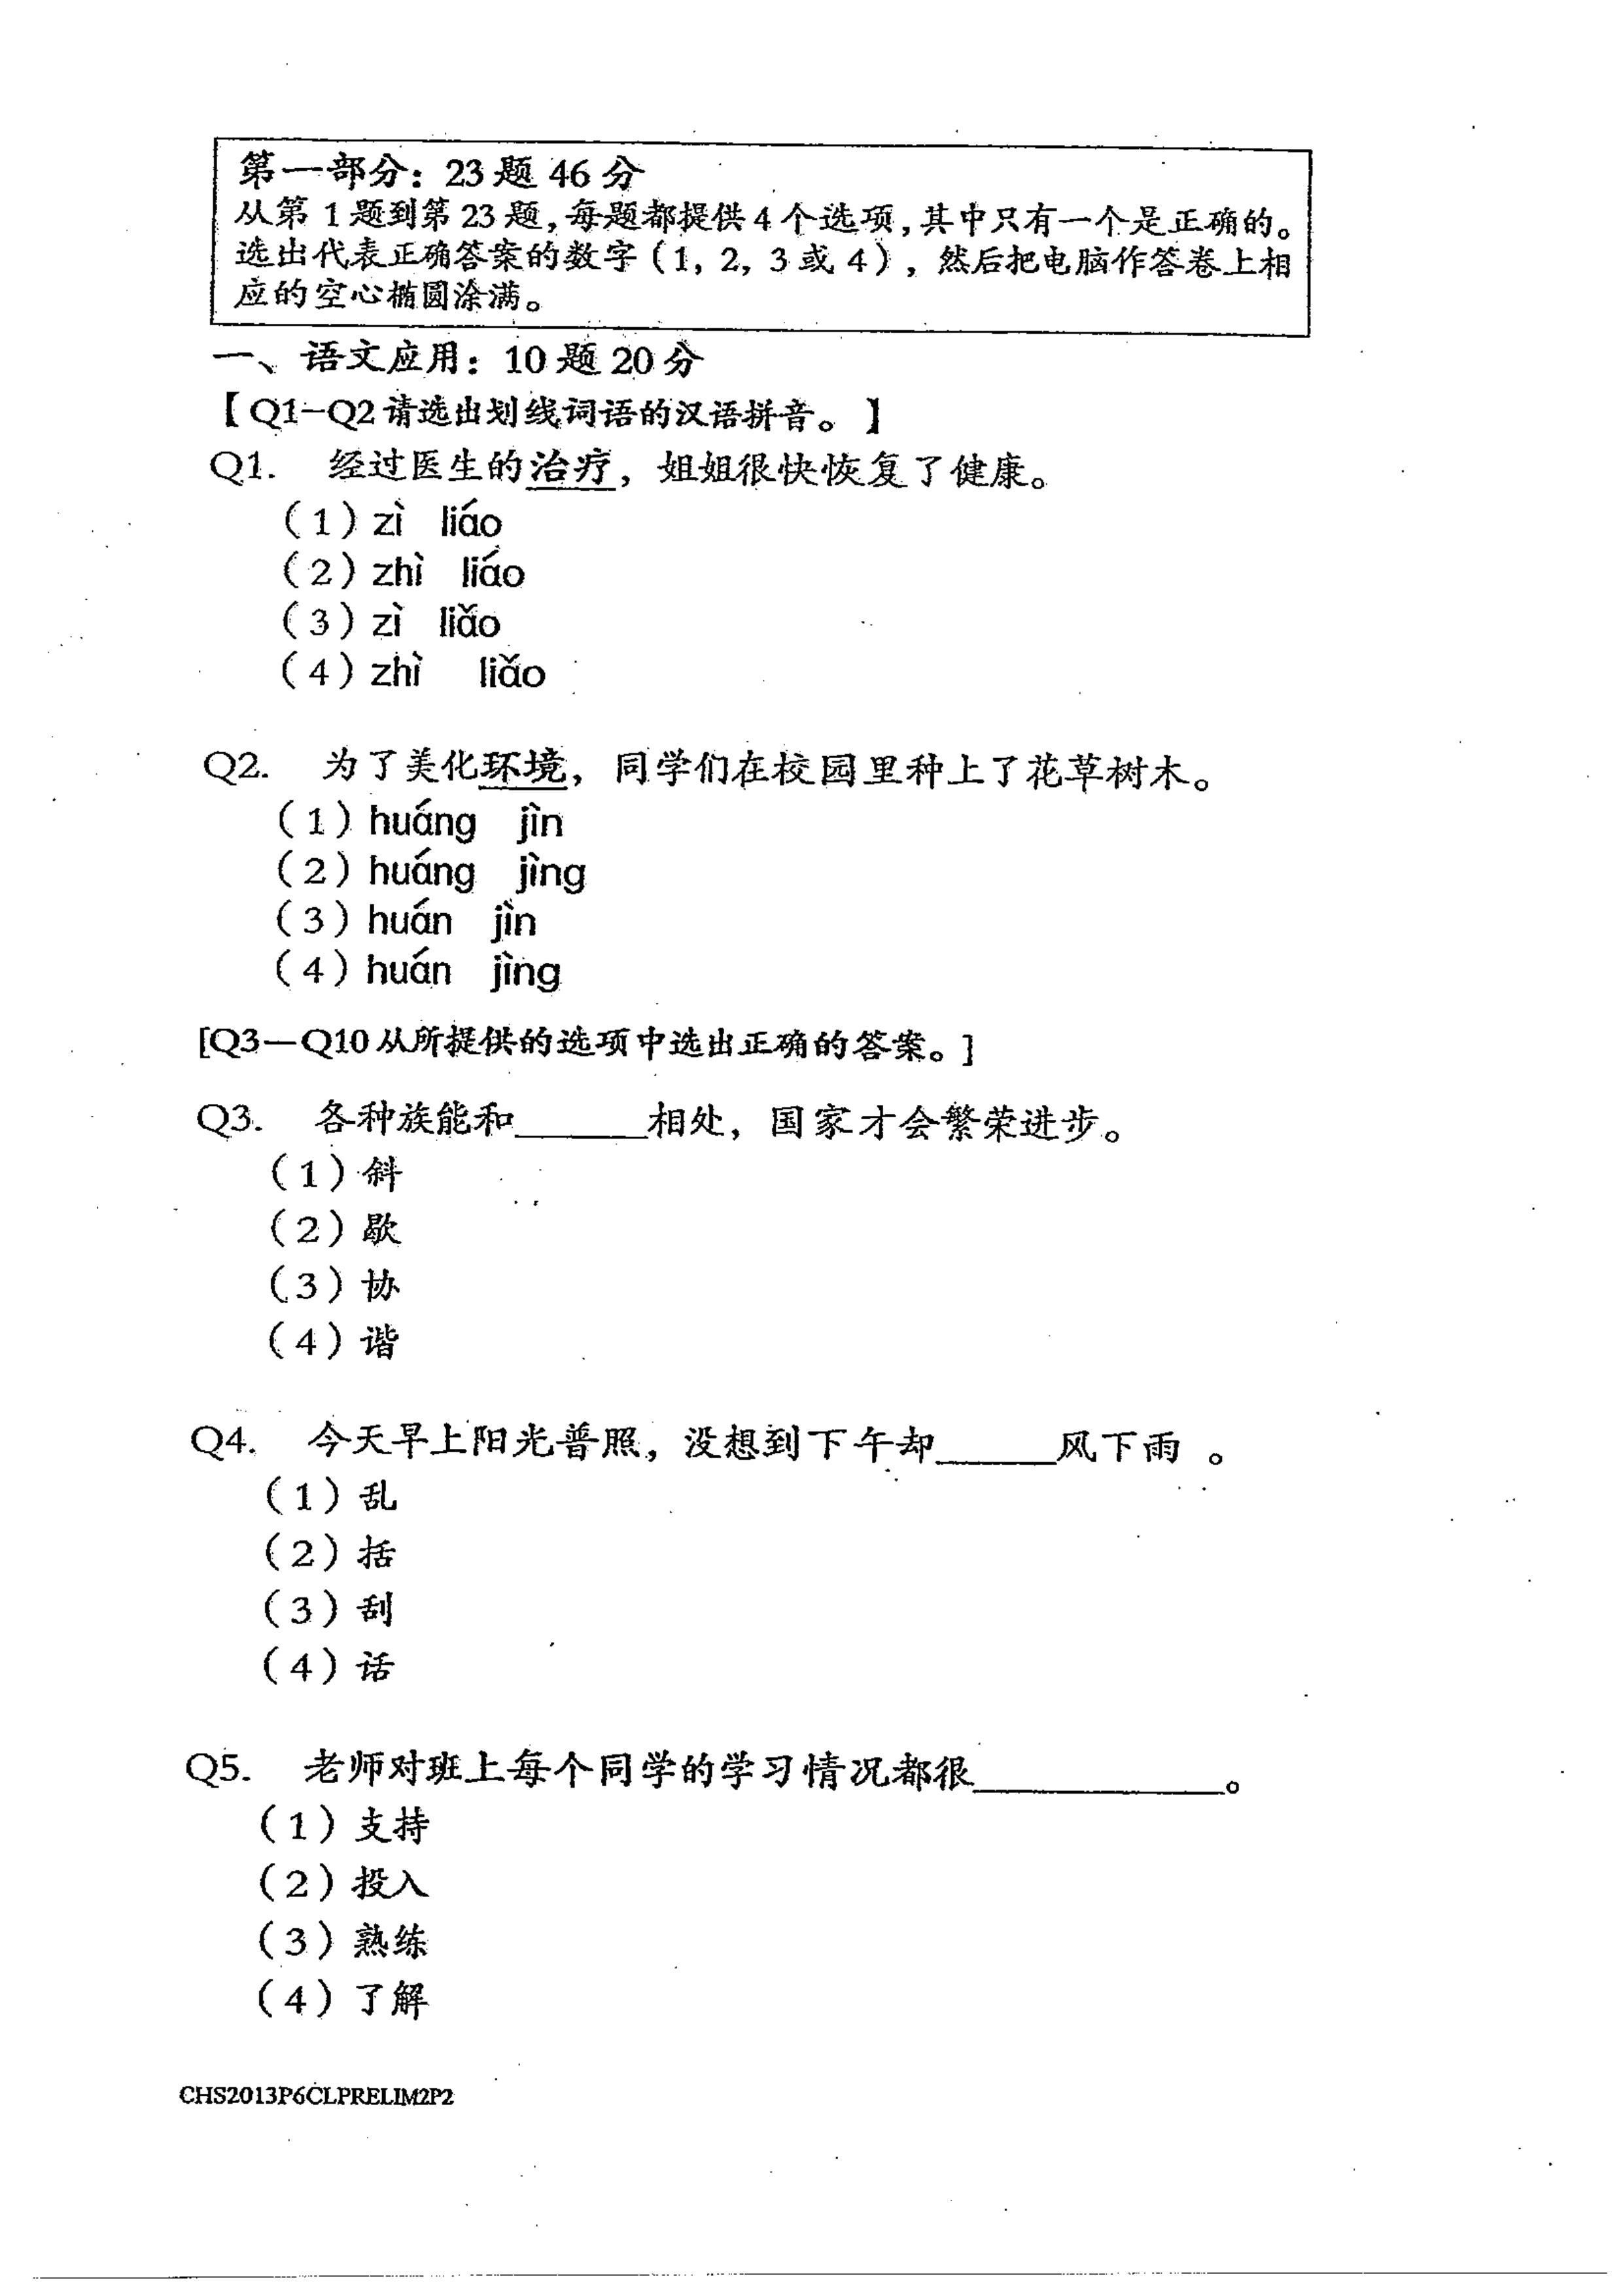 第一部分：23题 46分
从第 1 题到第 23 题，每题都提供 4 个选项，其中只有一个是正确的。
选出代表正确答案的数字（1, 2, 3 或 4），然后把电脑作答卷上相
应的空心椭圆涂满。
一、语文应用：10 题 20 分
【Q1-Q2 请选出划线词语的汉语拼音。】
Q1. 经过医生的治疗，姐姐很快恢复了健康。
（1）zì liáo
（2）zhì liáo
（3）zì liǎo
（4）zhì liǎo
Q2. 为了美化环境，同学们在校园里种上了花草树木。
（1）huáng jìn
（2）huáng jìng
（3）huán jìn
（4）huán jìng
[Q3—Q10 从所提供的选项中选出正确的答案。]
Q3. 各种族能和______相处，国家才会繁荣进步。
（1）斜
（2）歇
（3）协
（4）谐
Q4. 今天早上阳光普照，没想到下午却______风下雨 。
（1）乱
（2）括
（3）刮
（4）话
Q5. 老师对班上每个同学的学习情况都很____________。
（1）支持
（2）投入
（3）熟练
（4）了解
CHS2013P6CLPRELIM2P2